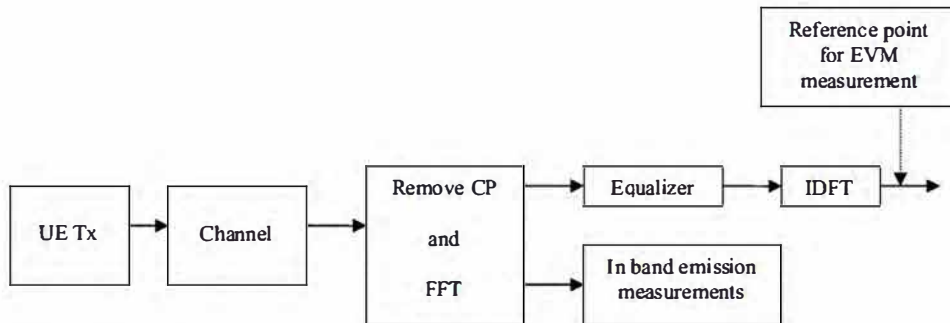 Reference point
for EVM
measurement
Remove CP
and
FFT
Equalizer
IDFT
UE Tx
Channel
In band emission
measurements